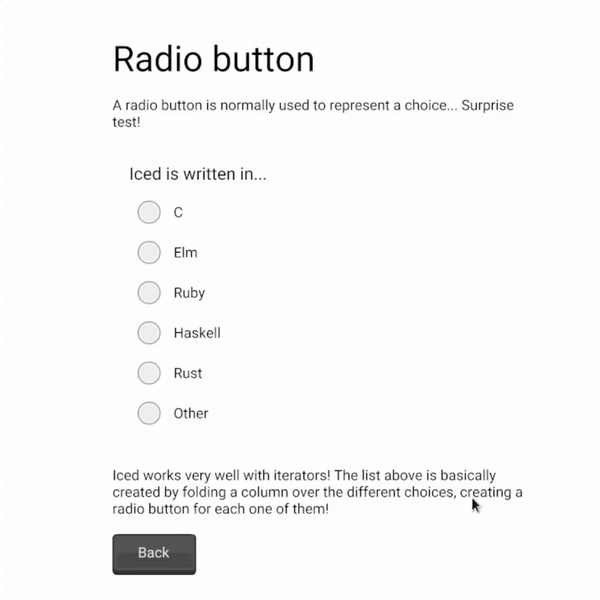 Radio button
A radio button is normally used to represent a choice... Surprise
test!
Iced is written in...
C
Elm
Ruby
Haskell
Rust
Other
Iced works very well with iterators! The list above is basically
created by folding a column over the different choices, creating a
radio button for each one of them!
Back